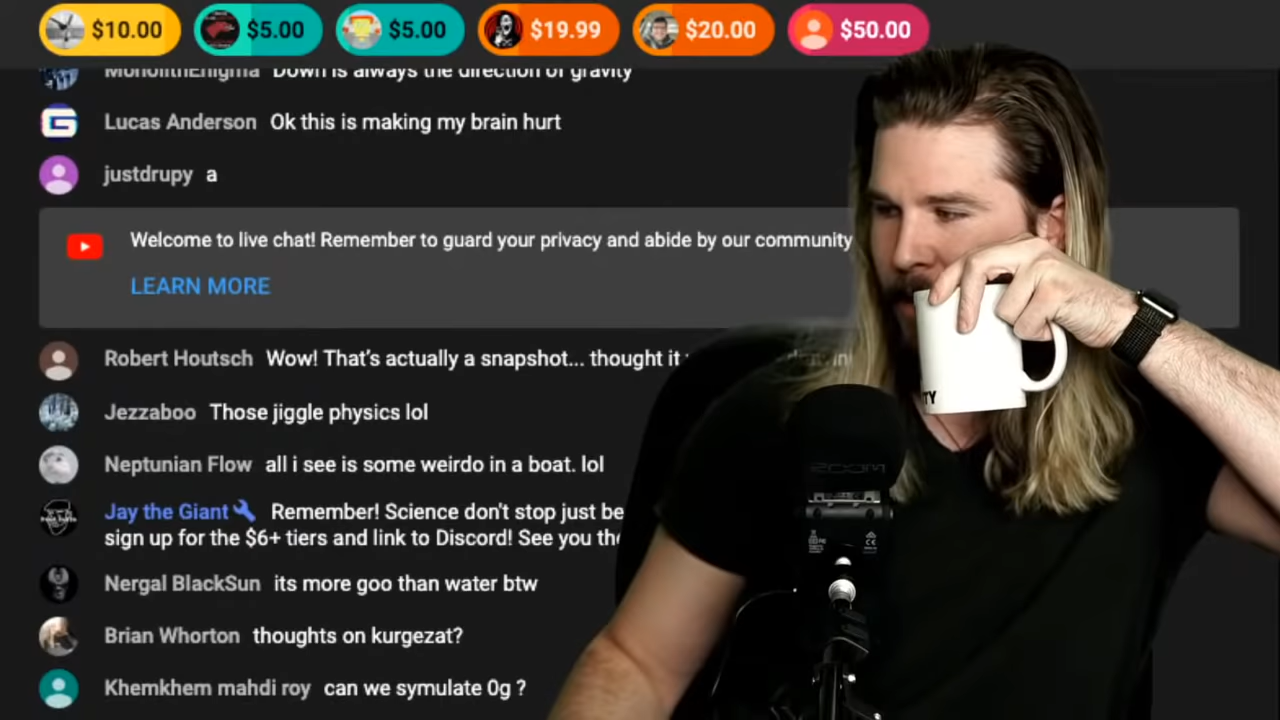 $10.00 $5.00 $5.00 $19.99 $20.00 $50.00
MonolithEnigma Down is always the direction of gravity
Lucas Anderson Ok this is making my brain hurt
justdrupy a
Welcome to live chat! Remember to guard your privacy and abide by our community
LEARN MORE
Robert Houtsch Wow! That's actually a snapshot... thought it
Jezzaboo Those jiggle physics lol
Neptunian Flow all i see is some weirdo in a boat. lol
Jay the Giant Remember! Science don't stop just be
sign up for the $6+ tiers and link to Discord! See you the
Nergal BlackSun its more goo than water btw
Brian Whorton thoughts on kurgezat?
Khemkhem mahdi roy can we symulate 0g ?
TY